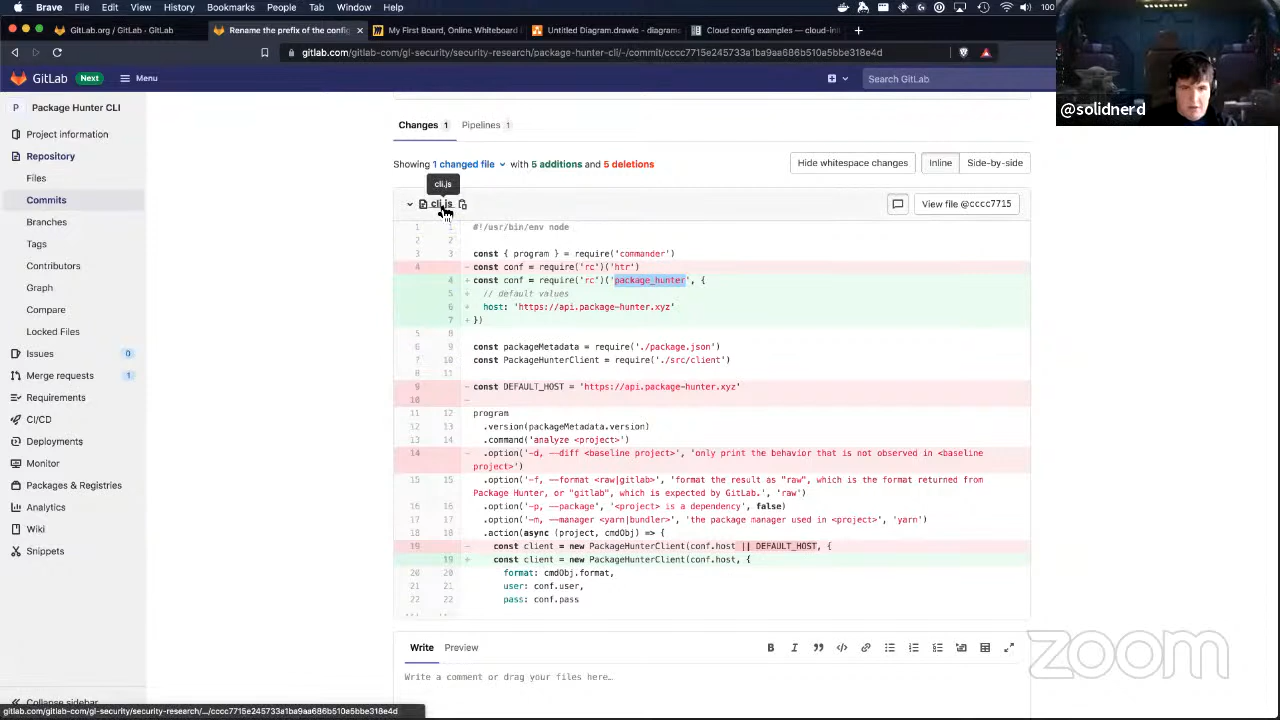 Brave File Edit View History Bookmarks People Tab Window Help 100
GitLab.org / GitLab · GitLab
Rename the prefix of the confi
My First Board, Online Whiteboard
Untitled Diagram.drawio - diagrams
Cloud config examples — cloud-init
gitlab.com/gitlab-com/gl-security/security-research/package-hunter-cli/-/commit/cccc7715e245733a1ba9aa686b510a5bbe318e4d
GitLab Next Menu Search GitLab
@solidnerd
P Package Hunter CLI
Project information
Repository
Files
Commits
Branches
Tags
Contributors
Graph
Compare
Locked Files
Issues 0
Merge requests 1
Requirements
CI/CD
Deployments
Monitor
Packages & Registries
Analytics
Wiki
Snippets
Collapse sidebar
Changes 1 Pipelines 1
Showing 1 changed file with 5 additions and 5 deletions
Hide whitespace changes Inline Side-by-side
cli.js
cli.js View file @cccc7715
1 1 #!/usr/bin/env node
2 2
3 3 const { program } = require('commander')
4 - const conf = require('rc')('htr')
4 + const conf = require('rc')('package_hunter', {
5 + // default values
6 + host: 'https://api.package-hunter.xyz'
7 + })
5 8
6 9 const packageMetadata = require('./package.json')
7 10 const PackageHunterClient = require('./src/client')
8 11
9 - const DEFAULT_HOST = 'https://api.package-hunter.xyz'
10 -
11 12 program
12 13 .version(packageMetadata.version)
13 14 .command('analyze <project>')
14 - .option('-d, --diff <baseline project>', 'only print the behavior that is not observed in <baseline
project>')
15 15 .option('-f, --format <raw|gitlab>', 'format the result as "raw", which is the format returned from
Package Hunter, or "gitlab", which is expected by GitLab.', 'raw')
16 16 .option('-p, --package', '<project> is a dependency', false)
17 17 .option('-m, --manager <yarn|bundler>', 'the package manager used in <project>', 'yarn')
18 18 .action(async (project, cmdObj) => {
19 - const client = new PackageHunterClient(conf.host || DEFAULT_HOST, {
19 + const client = new PackageHunterClient(conf.host, {
20 20 format: cmdObj.format,
21 21 user: conf.user,
22 22 pass: conf.pass
Write Preview
Write a comment or drag your files here…
zoom
gitlab.com/gitlab-com/gl-security/security-research/.../cccc7715e245733a1ba9aa686b510a5bbe318e4d